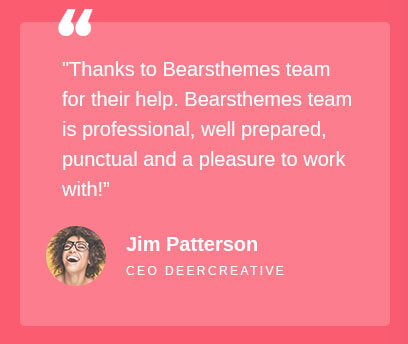 ❝
"Thanks to Bearsthemes team
for their help. Bearsthemes team
is professional, well prepared,
punctual and a pleasure to work
with!”
Jim Patterson
CEO DEERCREATIVE